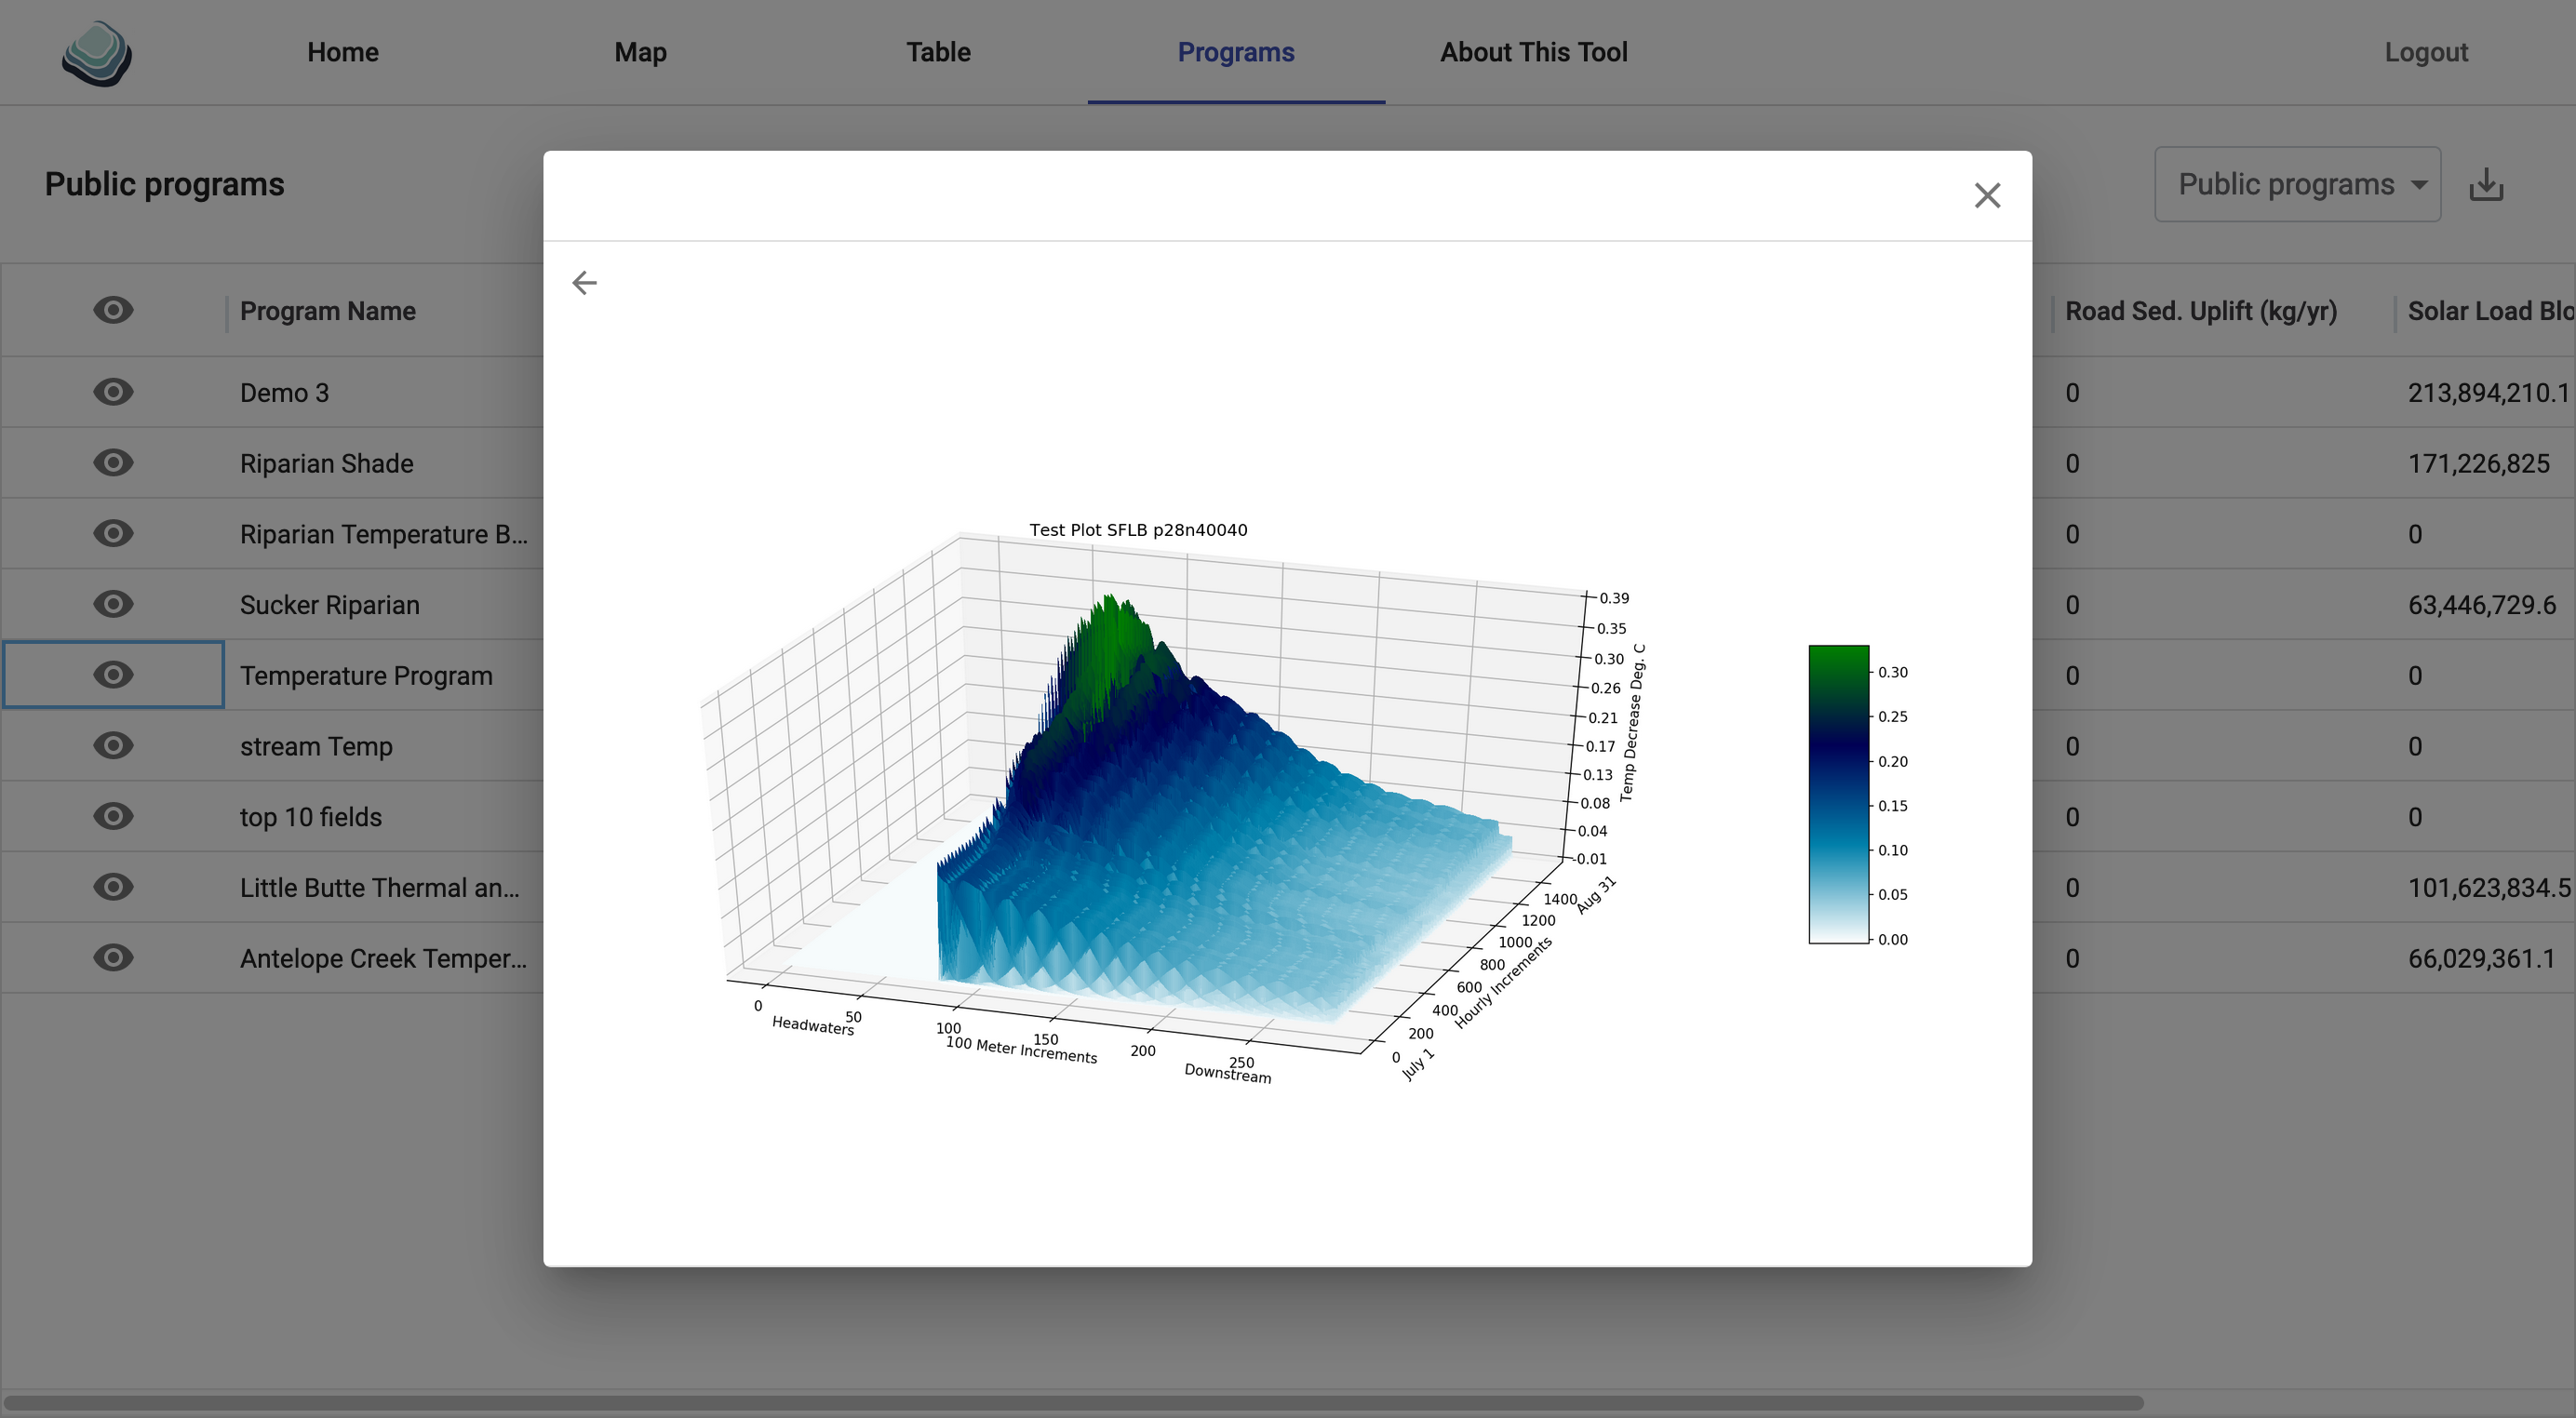 Home Map Table Programs About This Tool Logout
Public programs
Public programs
Program Name Road Sed. Uplift (kg/yr) Solar Load Blo
Demo 3 0 213,894,210.1
Riparian Shade 0 171,226,825
Riparian Temperature B... 0 0
Sucker Riparian 0 63,446,729.6
Temperature Program 0 0
stream Temp 0 0
top 10 fields 0 0
Little Butte Thermal an... 0 101,623,834.5
Antelope Creek Temper... 0 66,029,361.1
Test Plot SFLB p28n40040
0.39
0.35
0.30
0.26
0.21
0.17
0.13
0.08
0.04
-0.01
Temp Decrease Deg. C
1400
1200
1000
800
600
400
200
0
Aug 31
Hourly Increments
July 1
0
50
100
150
200
250
Headwaters
100 Meter Increments
Downstream
0.30
0.25
0.20
0.15
0.10
0.05
0.00